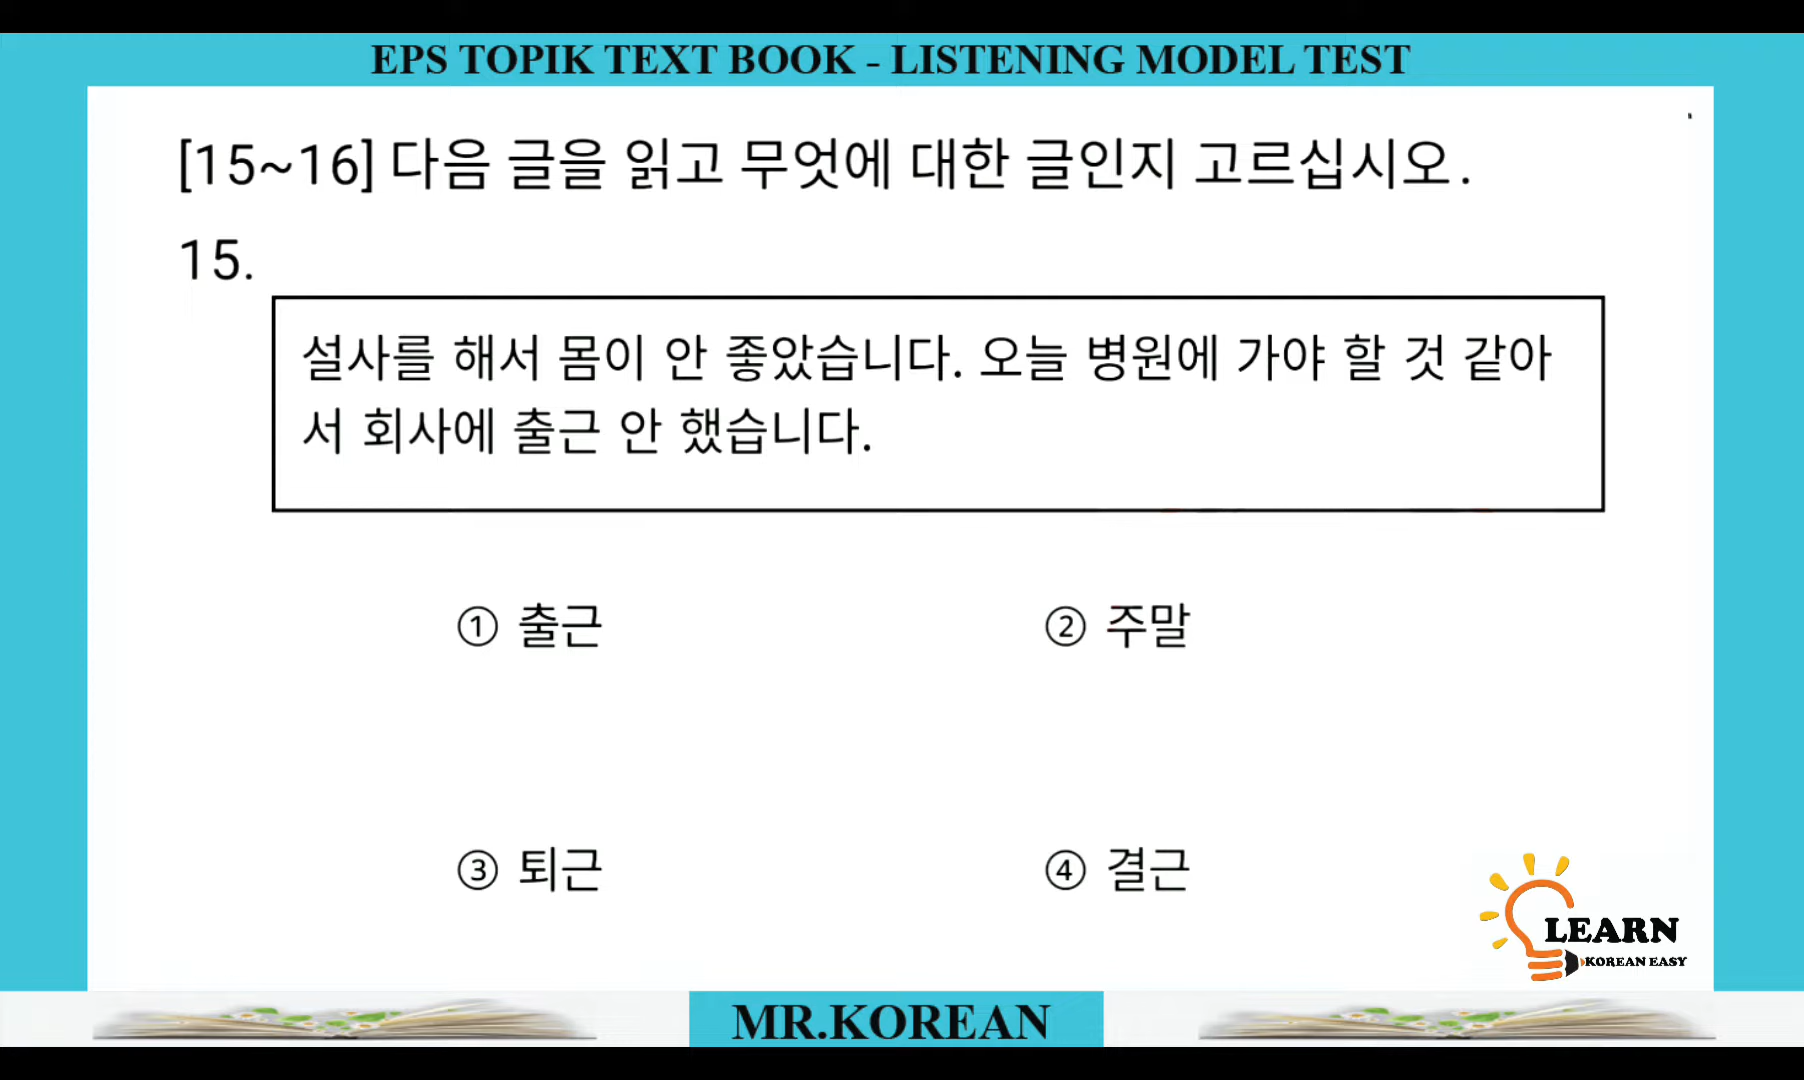 EPS TOPIK TEXT BOOK - LISTENING MODEL TEST
[15~16] 다음 글을 읽고 무엇에 대한 글인지 고르십시오.
15.
설사를 해서 몸이 안 좋았습니다. 오늘 병원에 가야 할 것 같아
서 회사에 출근 안 했습니다.
① 출근
② 주말
③ 퇴근
④ 결근
LEARN
KOREAN EASY
MR.KOREAN